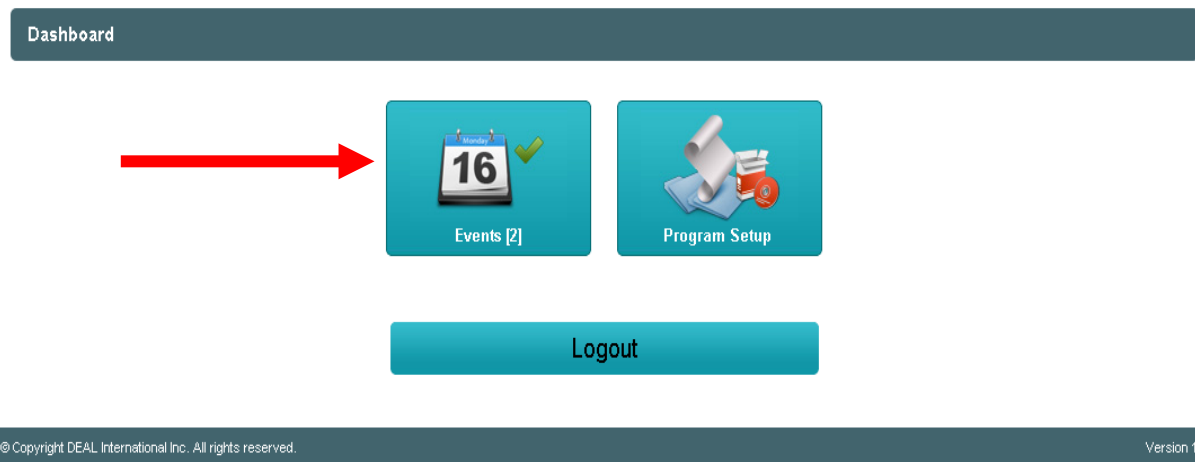 Dashboard
Monday
16
Events [2]
Program Setup
Logout
© Copyright DEAL International Inc. All rights reserved.
Version 1